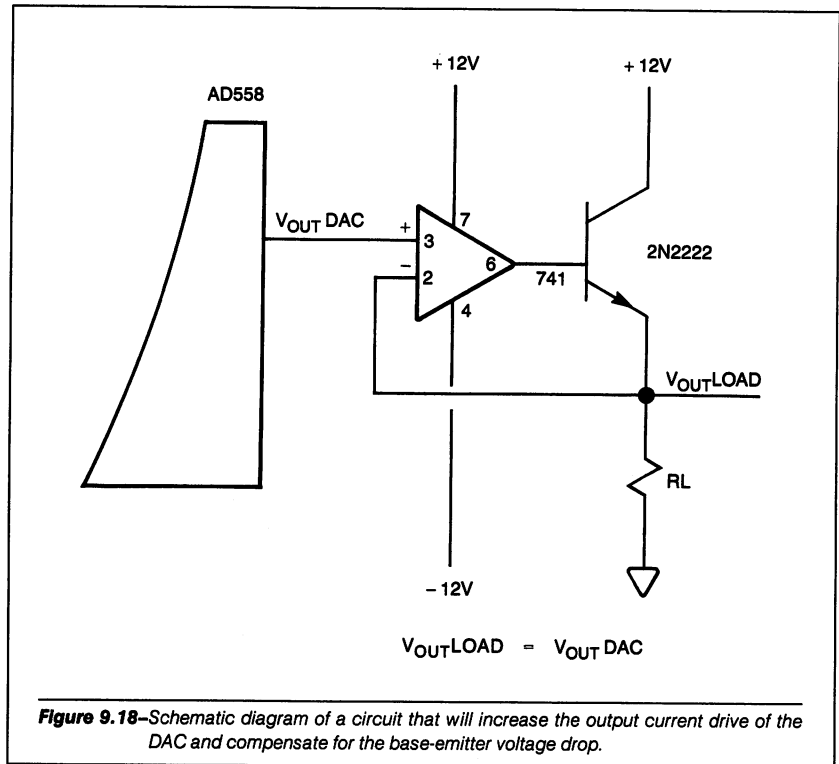 + 12V
+ 12V
AD558
V_OUT DAC
+
3
7
-
2
6
741
2N2222
4
V_OUT LOAD
RL
- 12V
V_OUT LOAD = V_OUT DAC
Figure 9.18–Schematic diagram of a circuit that will increase the output current drive of the
DAC and compensate for the base-emitter voltage drop.